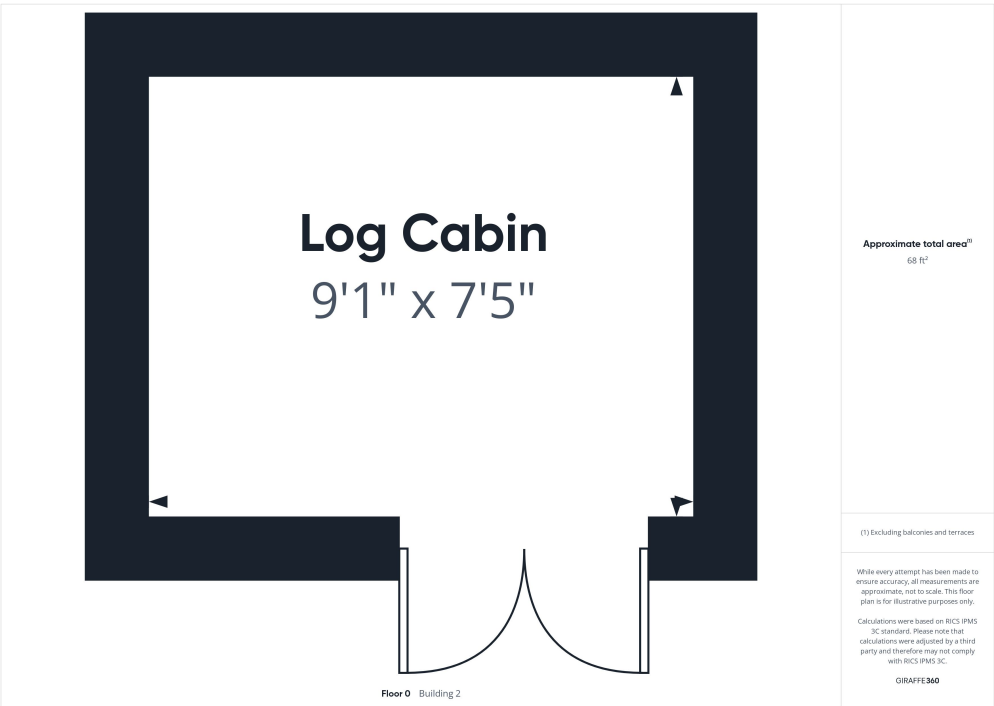 Log Cabin
9'1" x 7'5"
Approximate total area(1)
68 ft²
(1) Excluding balconies and terraces
While every attempt has been made to
ensure accuracy, all measurements are
approximate, not to scale. This floor
plan is for illustrative purposes only.
Calculations were based on RICS IPMS
3C standard. Please note that
calculations were adjusted by a third
party and therefore may not comply
with RICS IPMS 3C.
GIRAFFE360
Floor 0 Building 2